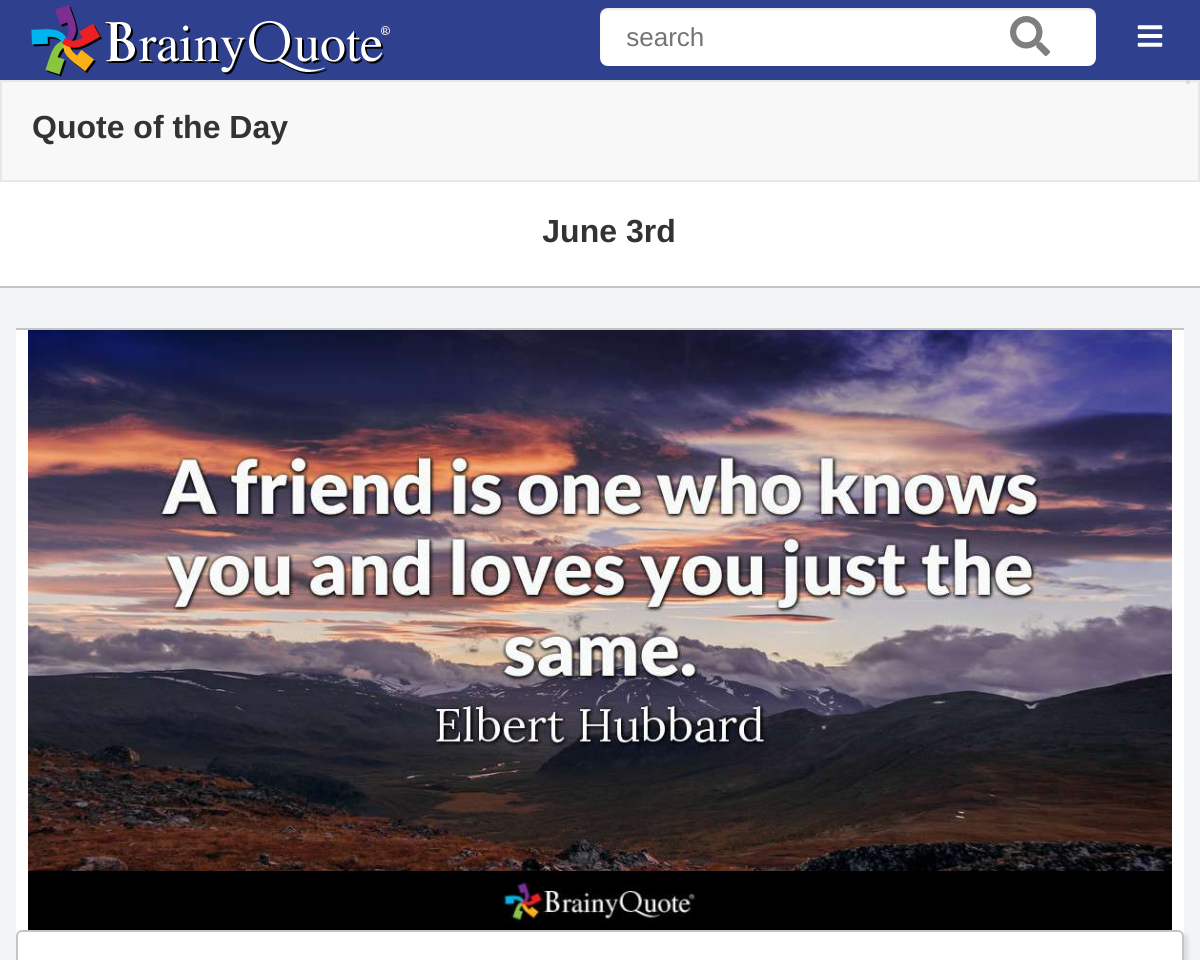 BrainyQuote®
search
Quote of the Day
June 3rd
A friend is one who knows
you and loves you just the
same.
Elbert Hubbard
BrainyQuote®